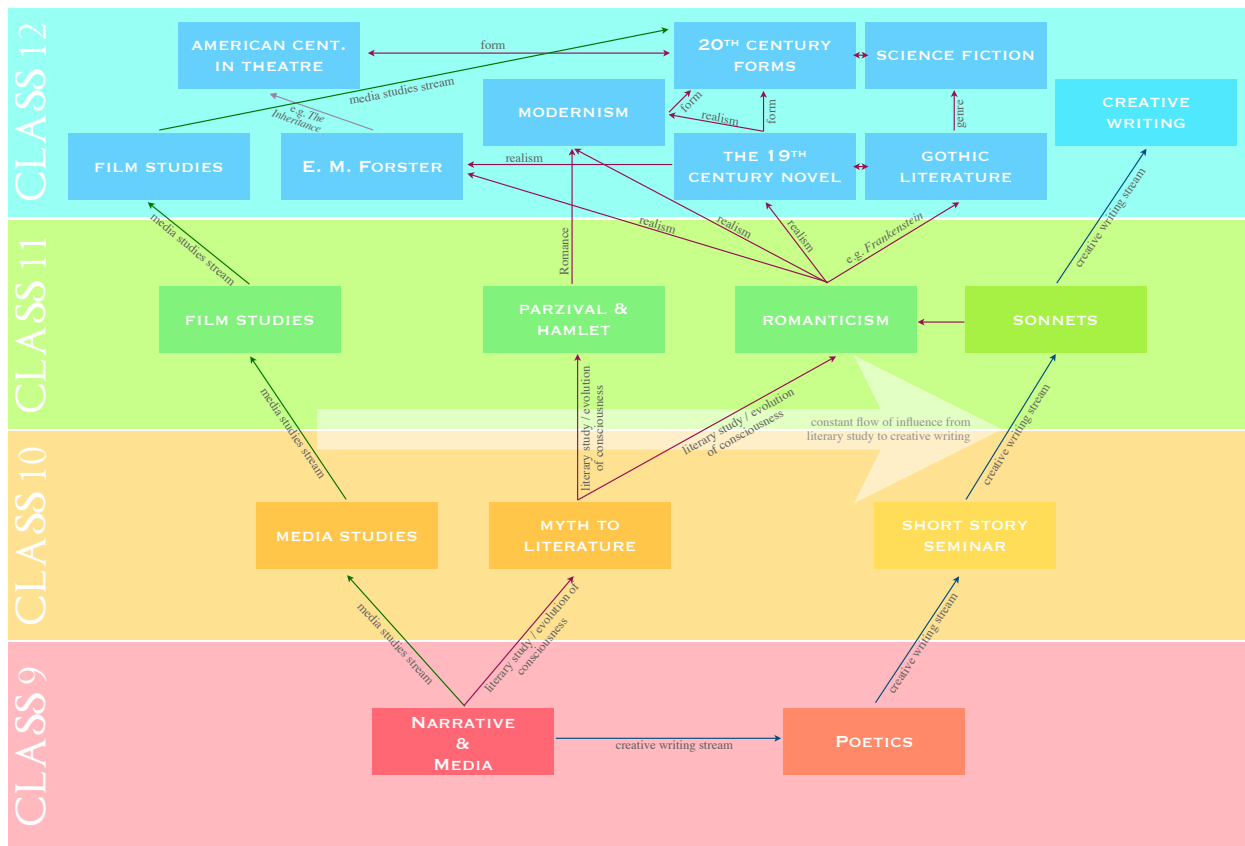 CLASS 12
AMERICAN CENT.
IN THEATRE
form
20TH CENTURY
FORMS
SCIENCE FICTION
media studies stream
e.g. The
Inheritance
MODERNISM
form
realism
form
genre
CREATIVE
WRITING
FILM STUDIES
E. M. FORSTER
realism
THE 19TH
CENTURY NOVEL
GOTHIC
LITERATURE
CLASS 11
media studies stream
Romance
realism
realism
realism
e.g. Frankenstein
creative writing stream
FILM STUDIES
PARZIVAL &
HAMLET
ROMANTICISM
SONNETS
media studies stream
literary study / evolution
of consciousness
literary study / evolution
of consciousness
constant flow of influence from
literary study to creative writing
creative writing stream
CLASS 10
MEDIA STUDIES
MYTH TO
LITERATURE
SHORT STORY
SEMINAR
media studies stream
literary study / evolution of
consciousness
creative writing stream
CLASS 9
NARRATIVE
&
MEDIA
creative writing stream
POETICS